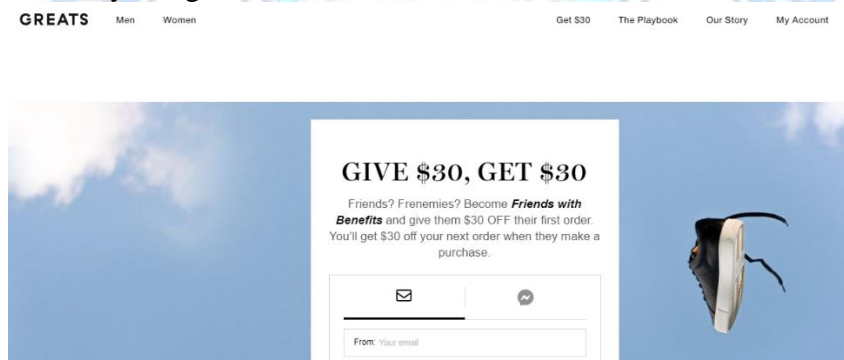 GREATS Men Women Get $30 The Playbook Our Story My Account
GIVE $30, GET $30
Friends? Frenemies? Become Friends with
Benefits and give them $30 OFF their first order.
You'll get $30 off your next order when they make a
purchase.
From: Your email